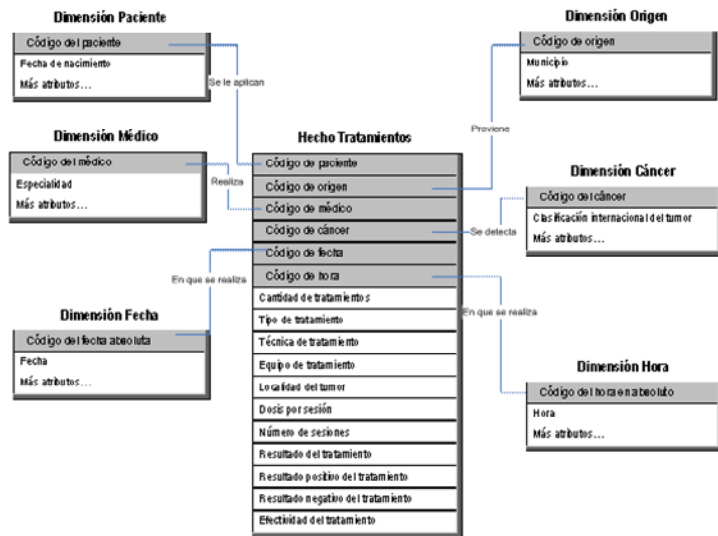 Dimensión Paciente
Código del paciente
Fecha de nacimiento
Más atributos...
Dimensión Origen
Código de origen
Municipio
Más atributos...
Se le aplican
Proviene
Dimensión Médico
Código del médico
Especialidad
Más atributos...
Realiza
Hecho Tratamientos
Código de paciente
Código de origen
Código de médico
Código de cáncer
Código de fecha
Código de hora
Cantidad de tratamientos
Tipo de tratamiento
Técnica de tratamiento
Equipo de tratamiento
Localidad del tumor
Dosis por sesión
Número de sesiones
Resultado del tratamiento
Resultado positivo del tratamiento
Resultado negativo del tratamiento
Efectividad del tratamiento
Dimensión Cáncer
Código del cáncer
Clasificación internacional del tumor
Más atributos...
Se detecta
En que se realiza
Dimensión Fecha
Código del fecha absoluta
Fecha
Más atributos...
En que se realiza
Dimensión Hora
Código del hora en absoluto
Hora
Más atributos...